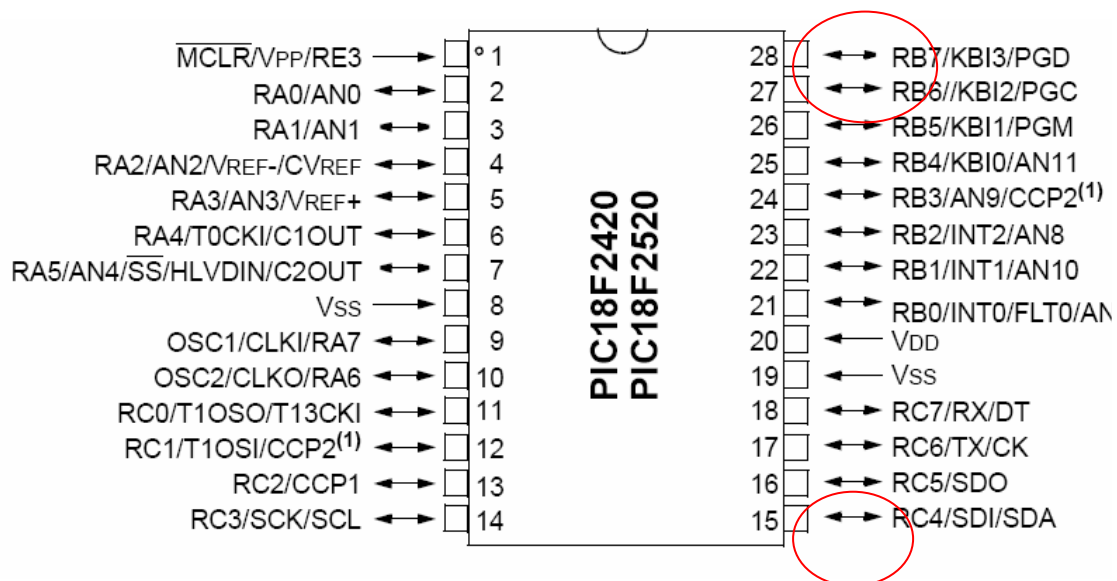 MCLR/VPP/RE3
RA0/AN0
RA1/AN1
RA2/AN2/VREF-/CVREF
RA3/AN3/VREF+
RA4/T0CKI/C1OUT
RA5/AN4/SS/HLVDIN/C2OUT
VSS
OSC1/CLKI/RA7
OSC2/CLKO/RA6
RC0/T1OSO/T13CKI
RC1/T1OSI/CCP2(1)
RC2/CCP1
RC3/SCK/SCL
1
2
3
4
5
6
7
8
9
10
11
12
13
14
PIC18F2420
PIC18F2520
28
27
26
25
24
23
22
21
20
19
18
17
16
15
RB7/KBI3/PGD
RB6//KBI2/PGC
RB5/KBI1/PGM
RB4/KBI0/AN11
RB3/AN9/CCP2(1)
RB2/INT2/AN8
RB1/INT1/AN10
RB0/INT0/FLT0/AN
VDD
VSS
RC7/RX/DT
RC6/TX/CK
RC5/SDO
RC4/SDI/SDA